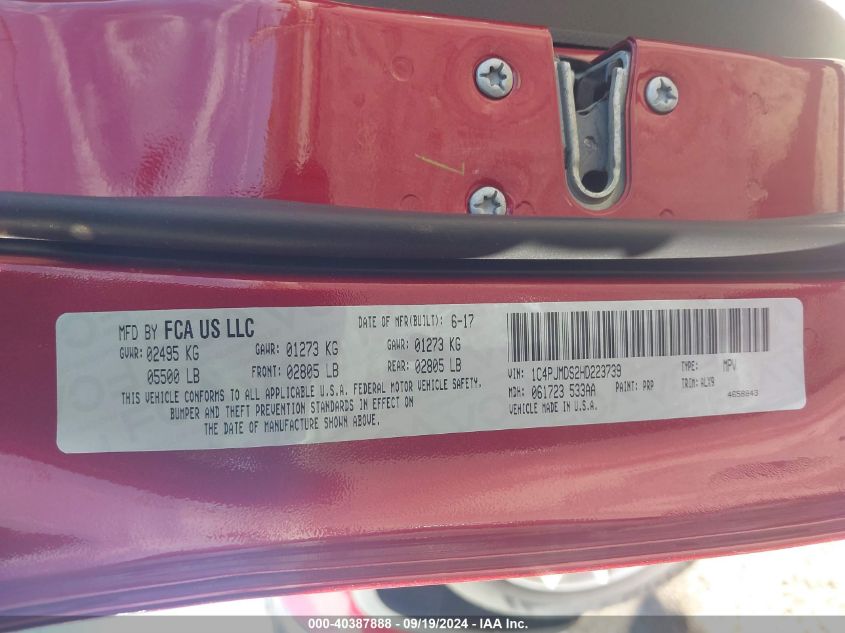 MFD BY FCA US LLC
DATE OF MFR(BUILT): 6-17
GVWR: 02495 KG GAWR: 01273 KG GAWR: 01273 KG
05500 LB FRONT: 02805 LB REAR: 02805 LB
THIS VEHICLE CONFORMS TO ALL APPLICABLE U.S.A. FEDERAL MOTOR VEHICLE SAFETY,
BUMPER AND THEFT PREVENTION STANDARDS IN EFFECT ON
THE DATE OF MANUFACTURE SHOWN ABOVE.
VIN: 1C4PJMDS2HD223739 TYPE: MPV
MDH: 061723 533AA PAINT: PRP TRIM: ALX9
VEHICLE MADE IN U.S.A. 4658843
000-40387888 - 09/19/2024 - IAA Inc.